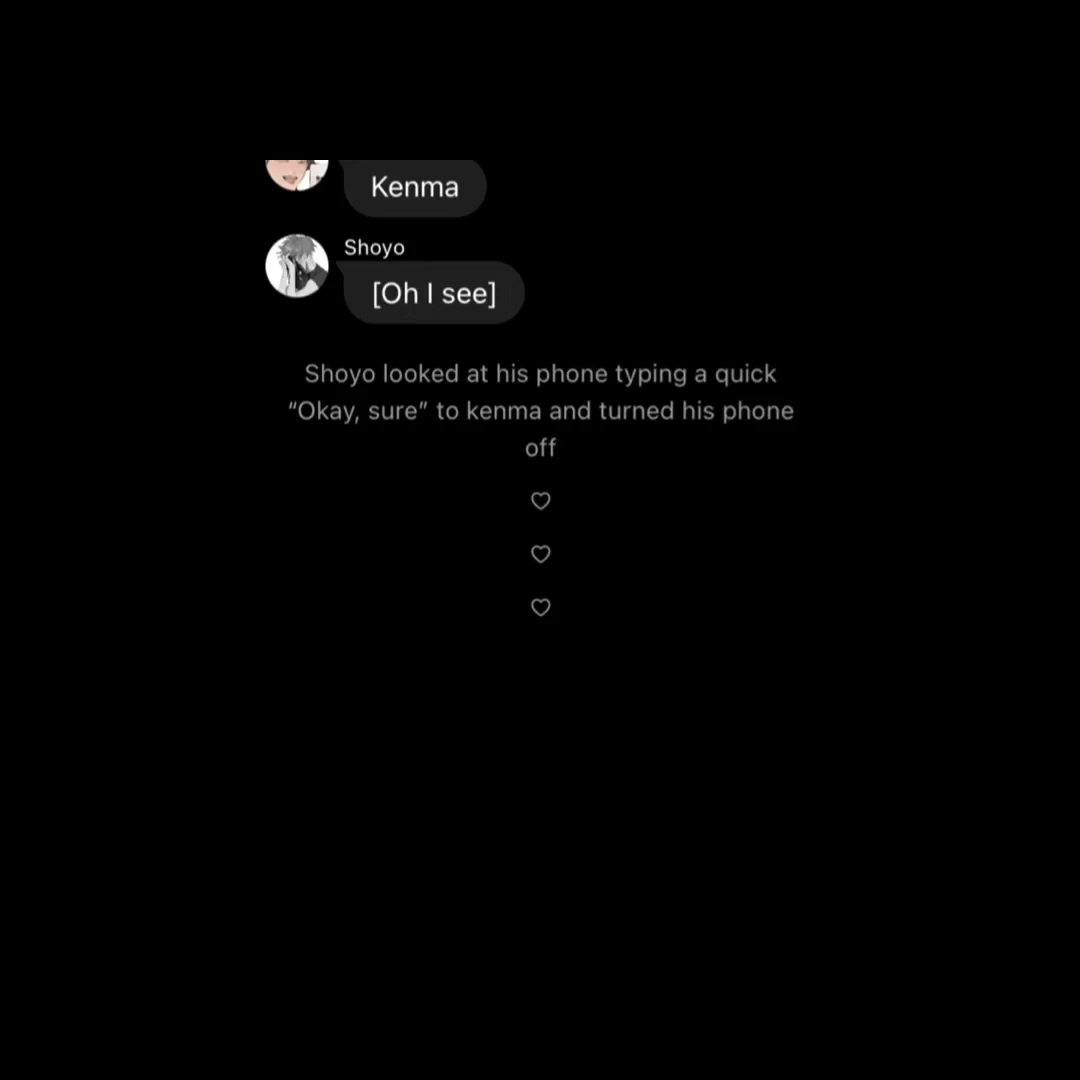 Kenma
Shoyo
[Oh I see]
Shoyo looked at his phone typing a quick
“Okay, sure” to kenma and turned his phone
off